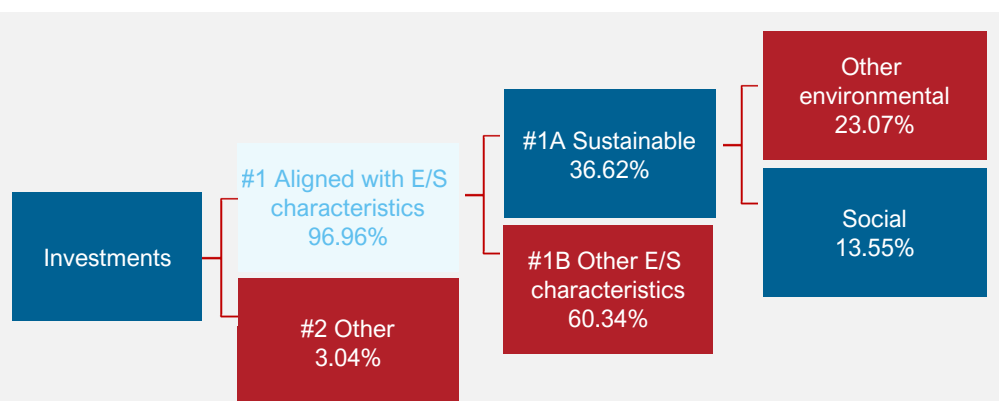 Investments
#1 Aligned with E/S
characteristics
96.96%
#2 Other
3.04%
#1A Sustainable
36.62%
#1B Other E/S
characteristics
60.34%
Other
environmental
23.07%
Social
13.55%